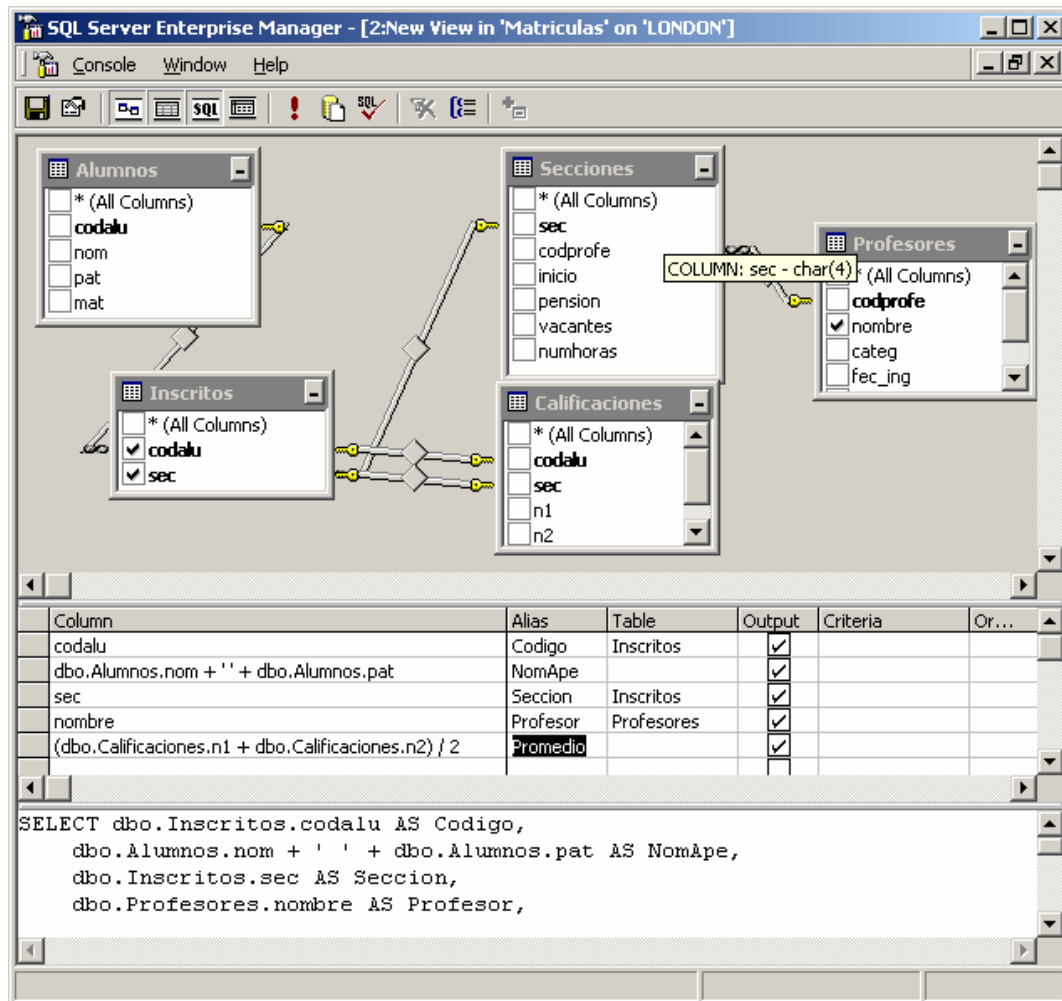 SQL Server Enterprise Manager - [2:New View in 'Matriculas' on 'LONDON']
Console Window Help
SQL
SQL
Alumnos
* (All Columns)
codalu
nom
pat
mat
Secciones
* (All Columns)
sec
codprofe
inicio
pension
vacantes
numhoras
COLUMN: sec - char(4)
Profesores
* (All Columns)
codprofe
nombre
categ
fec_ing
Inscritos
* (All Columns)
codalu
sec
Calificaciones
* (All Columns)
codalu
sec
n1
n2
Column Alias Table Output Criteria Or...
codalu Codigo Inscritos
dbo.Alumnos.nom + ' ' + dbo.Alumnos.pat NomApe
sec Seccion Inscritos
nombre Profesor Profesores
(dbo.Calificaciones.n1 + dbo.Calificaciones.n2) / 2 Promedio
SELECT dbo.Inscritos.codalu AS Codigo,
dbo.Alumnos.nom + ' ' + dbo.Alumnos.pat AS NomApe,
dbo.Inscritos.sec AS Seccion,
dbo.Profesores.nombre AS Profesor,